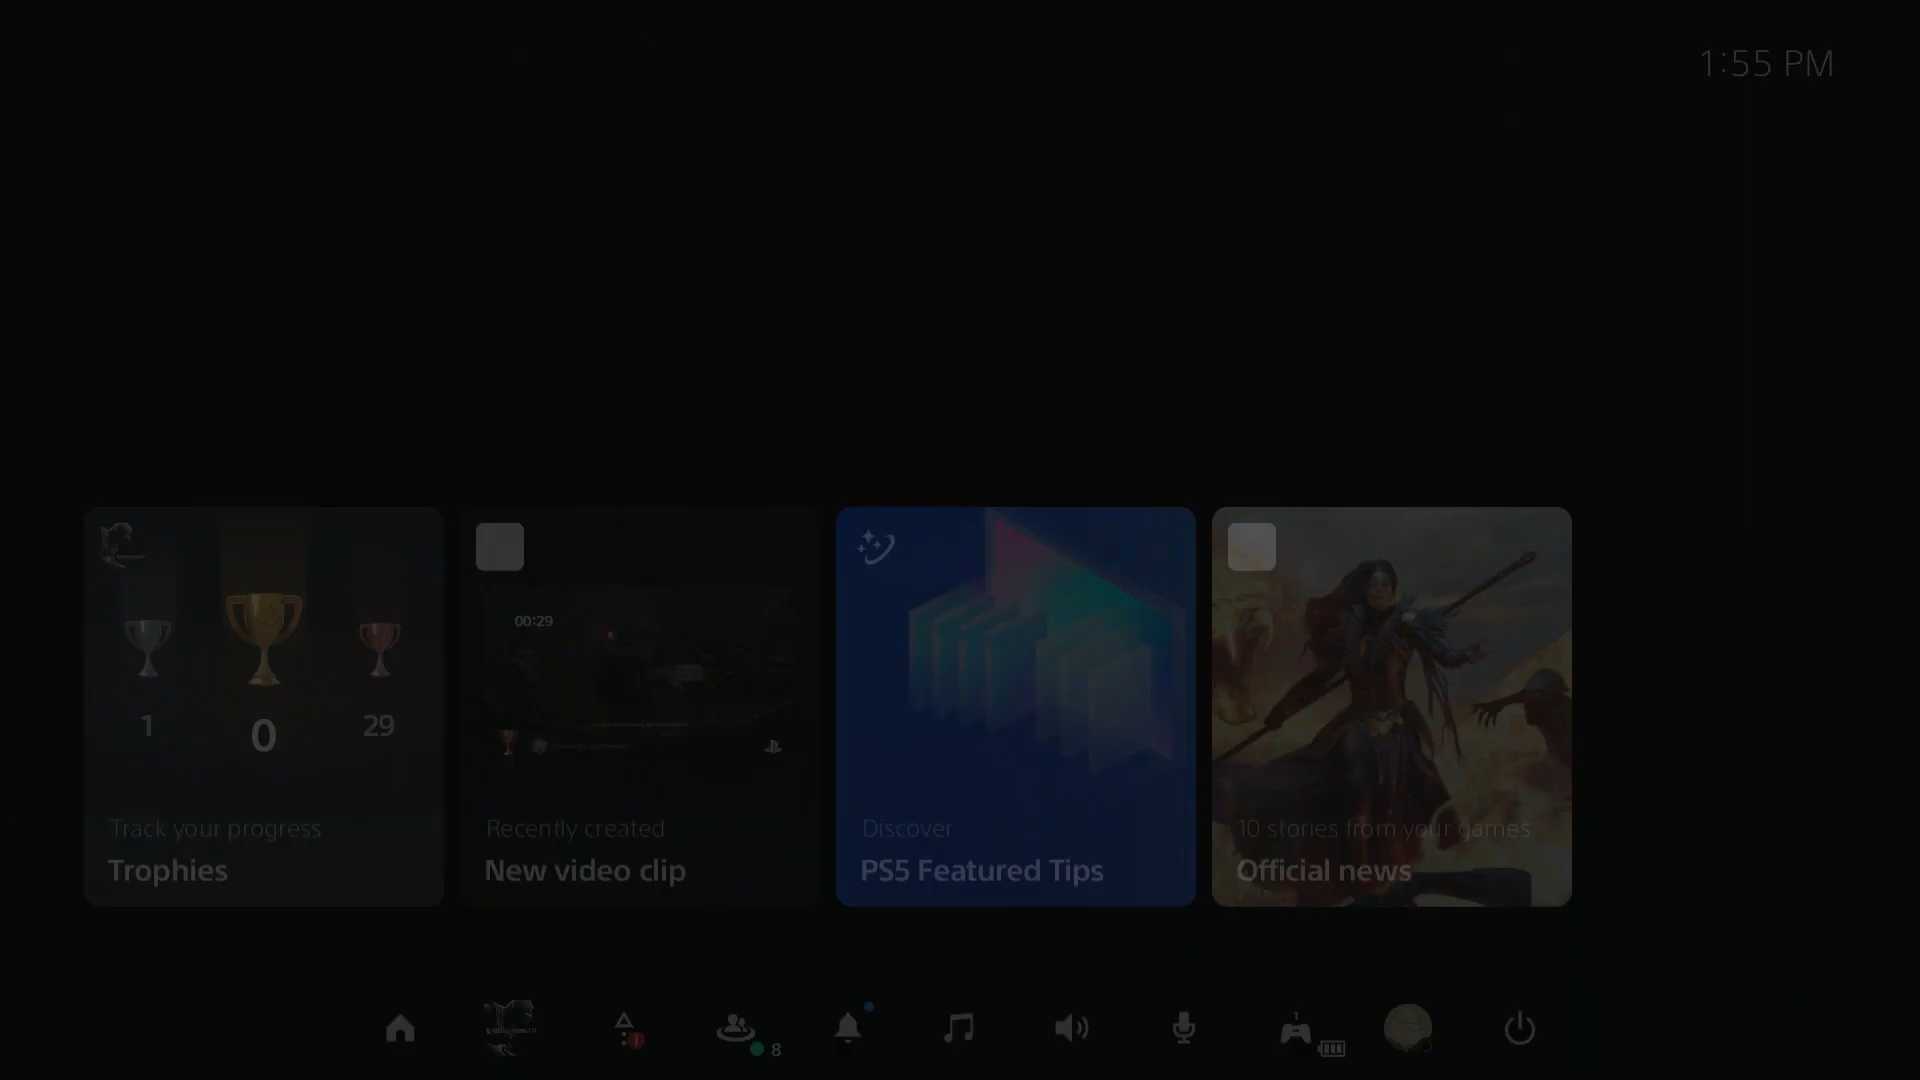 1:55 PM
1
0
29
Track your progress
Trophies
00:29
Recently created
New video clip
Discover
PS5 Featured Tips
10 stories from your games
Official news
8
1